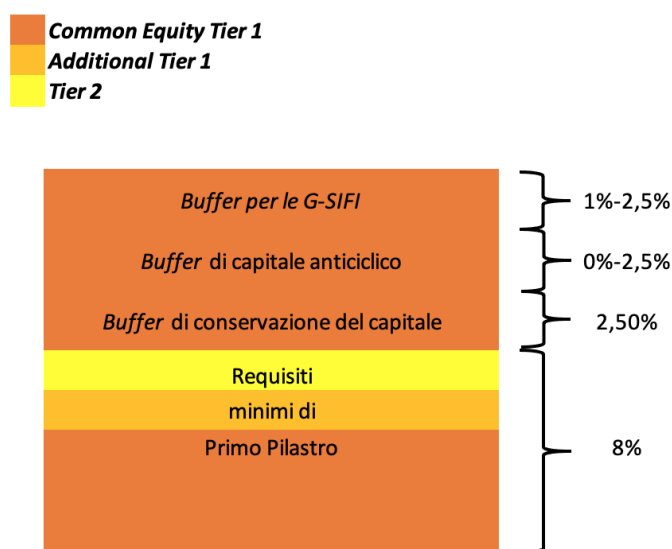 Common Equity Tier 1
Additional Tier 1
Tier 2
Buffer per le G-SIFI
1%-2,5%
Buffer di capitale anticiclico
0%-2,5%
Buffer di conservazione del capitale
2,50%
Requisiti
minimi di
Primo Pilastro
8%